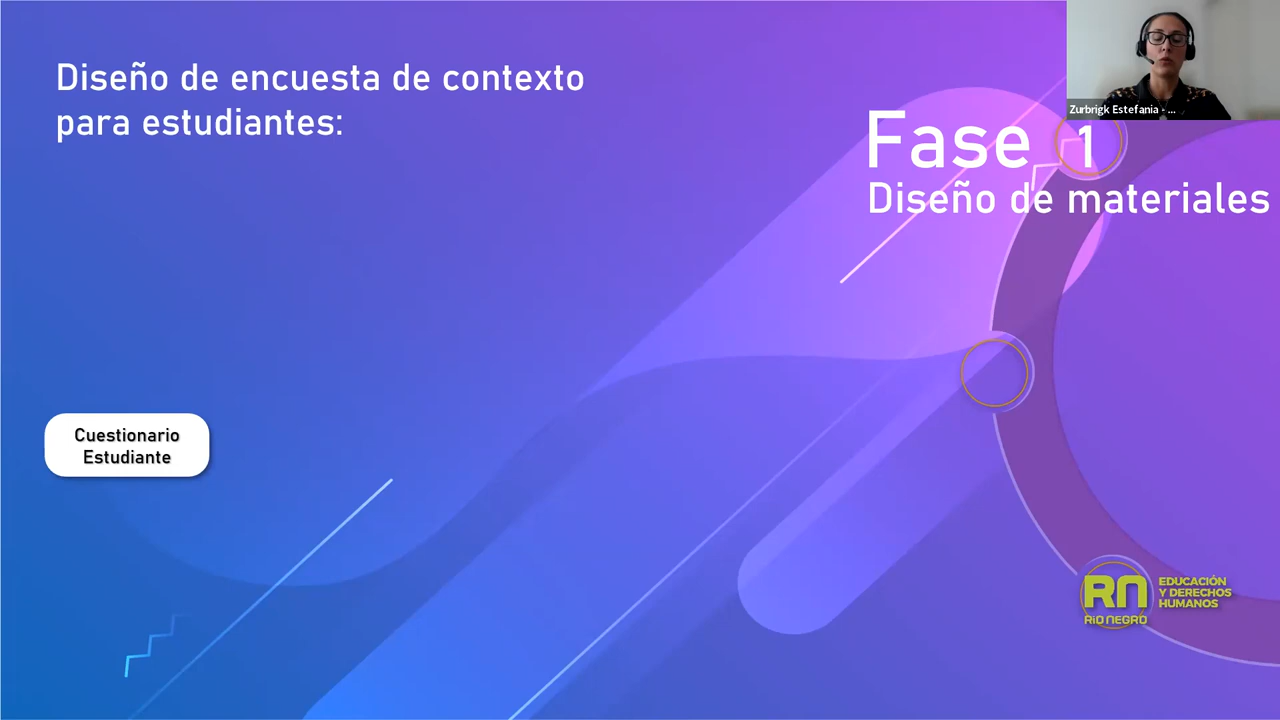 Diseño de encuesta de contexto
para estudiantes:
Zurbrigk Estefania - ...
Fase 1
Diseño de materiales
Cuestionario
Estudiante
RN
RÍO NEGRO
EDUCACIÓN
Y DERECHOS
HUMANOS